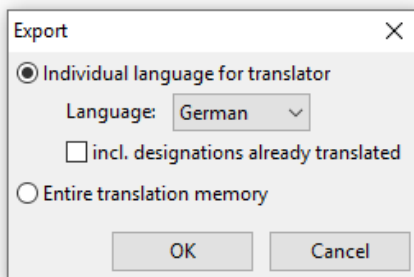 Export
Individual language for translator
Language: German
incl. designations already translated
Entire translation memory
OK Cancel